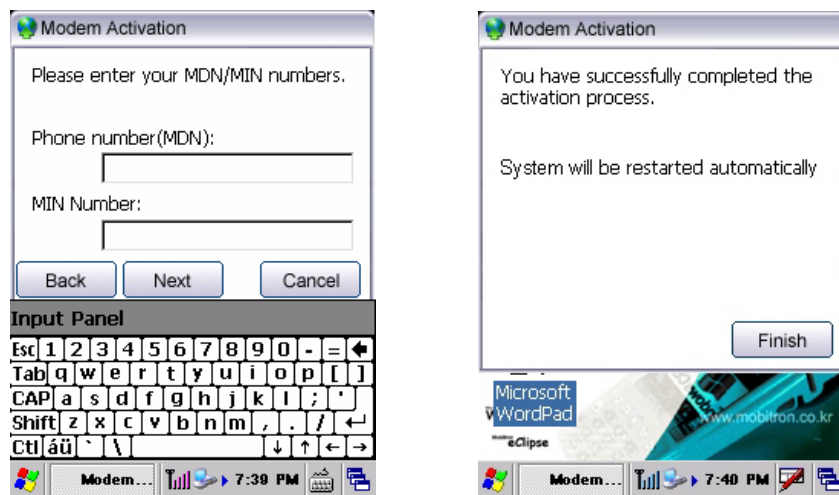 Modem Activation
Please enter your MDN/MIN numbers.
Phone number(MDN):
MIN Number:
Back Next Cancel
Input Panel
Esc 1 2 3 4 5 6 7 8 9 0 - =
Tab q w e r t y u i o p [ ]
CAP a s d f g h j k l ; '
Shift z x c v b n m , . /
Ctl áü ` \
Modem... 7:39 PM
Modem Activation
You have successfully completed the
activation process.
System will be restarted automatically
Finish
Microsoft
WordPad
www.mobitron.co.kr
eClipse
Modem... 7:40 PM